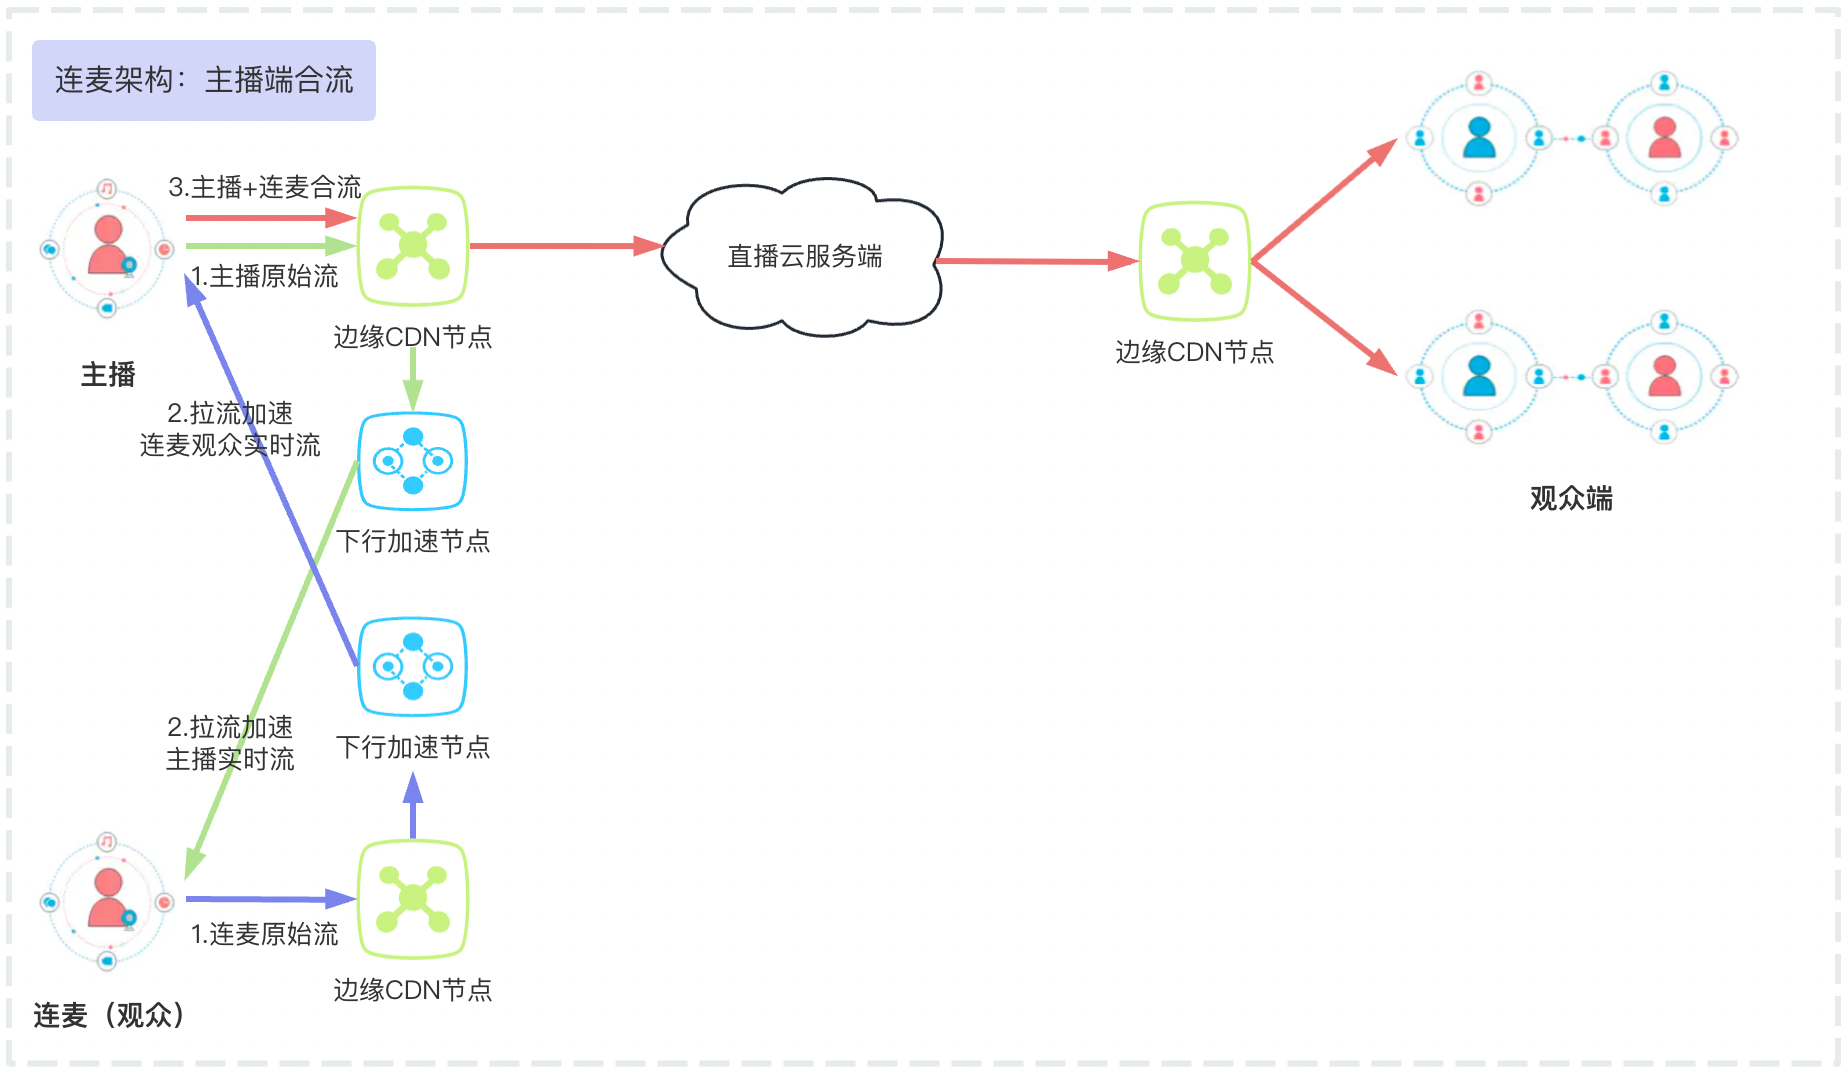 连麦架构：主播端合流
3.主播+连麦合流
1.主播原始流
边缘CDN节点
主播
直播云服务端
边缘CDN节点
观众端
2.拉流加速
连麦观众实时流
下行加速节点
2.拉流加速
主播实时流
下行加速节点
1.连麦原始流
边缘CDN节点
连麦（观众）